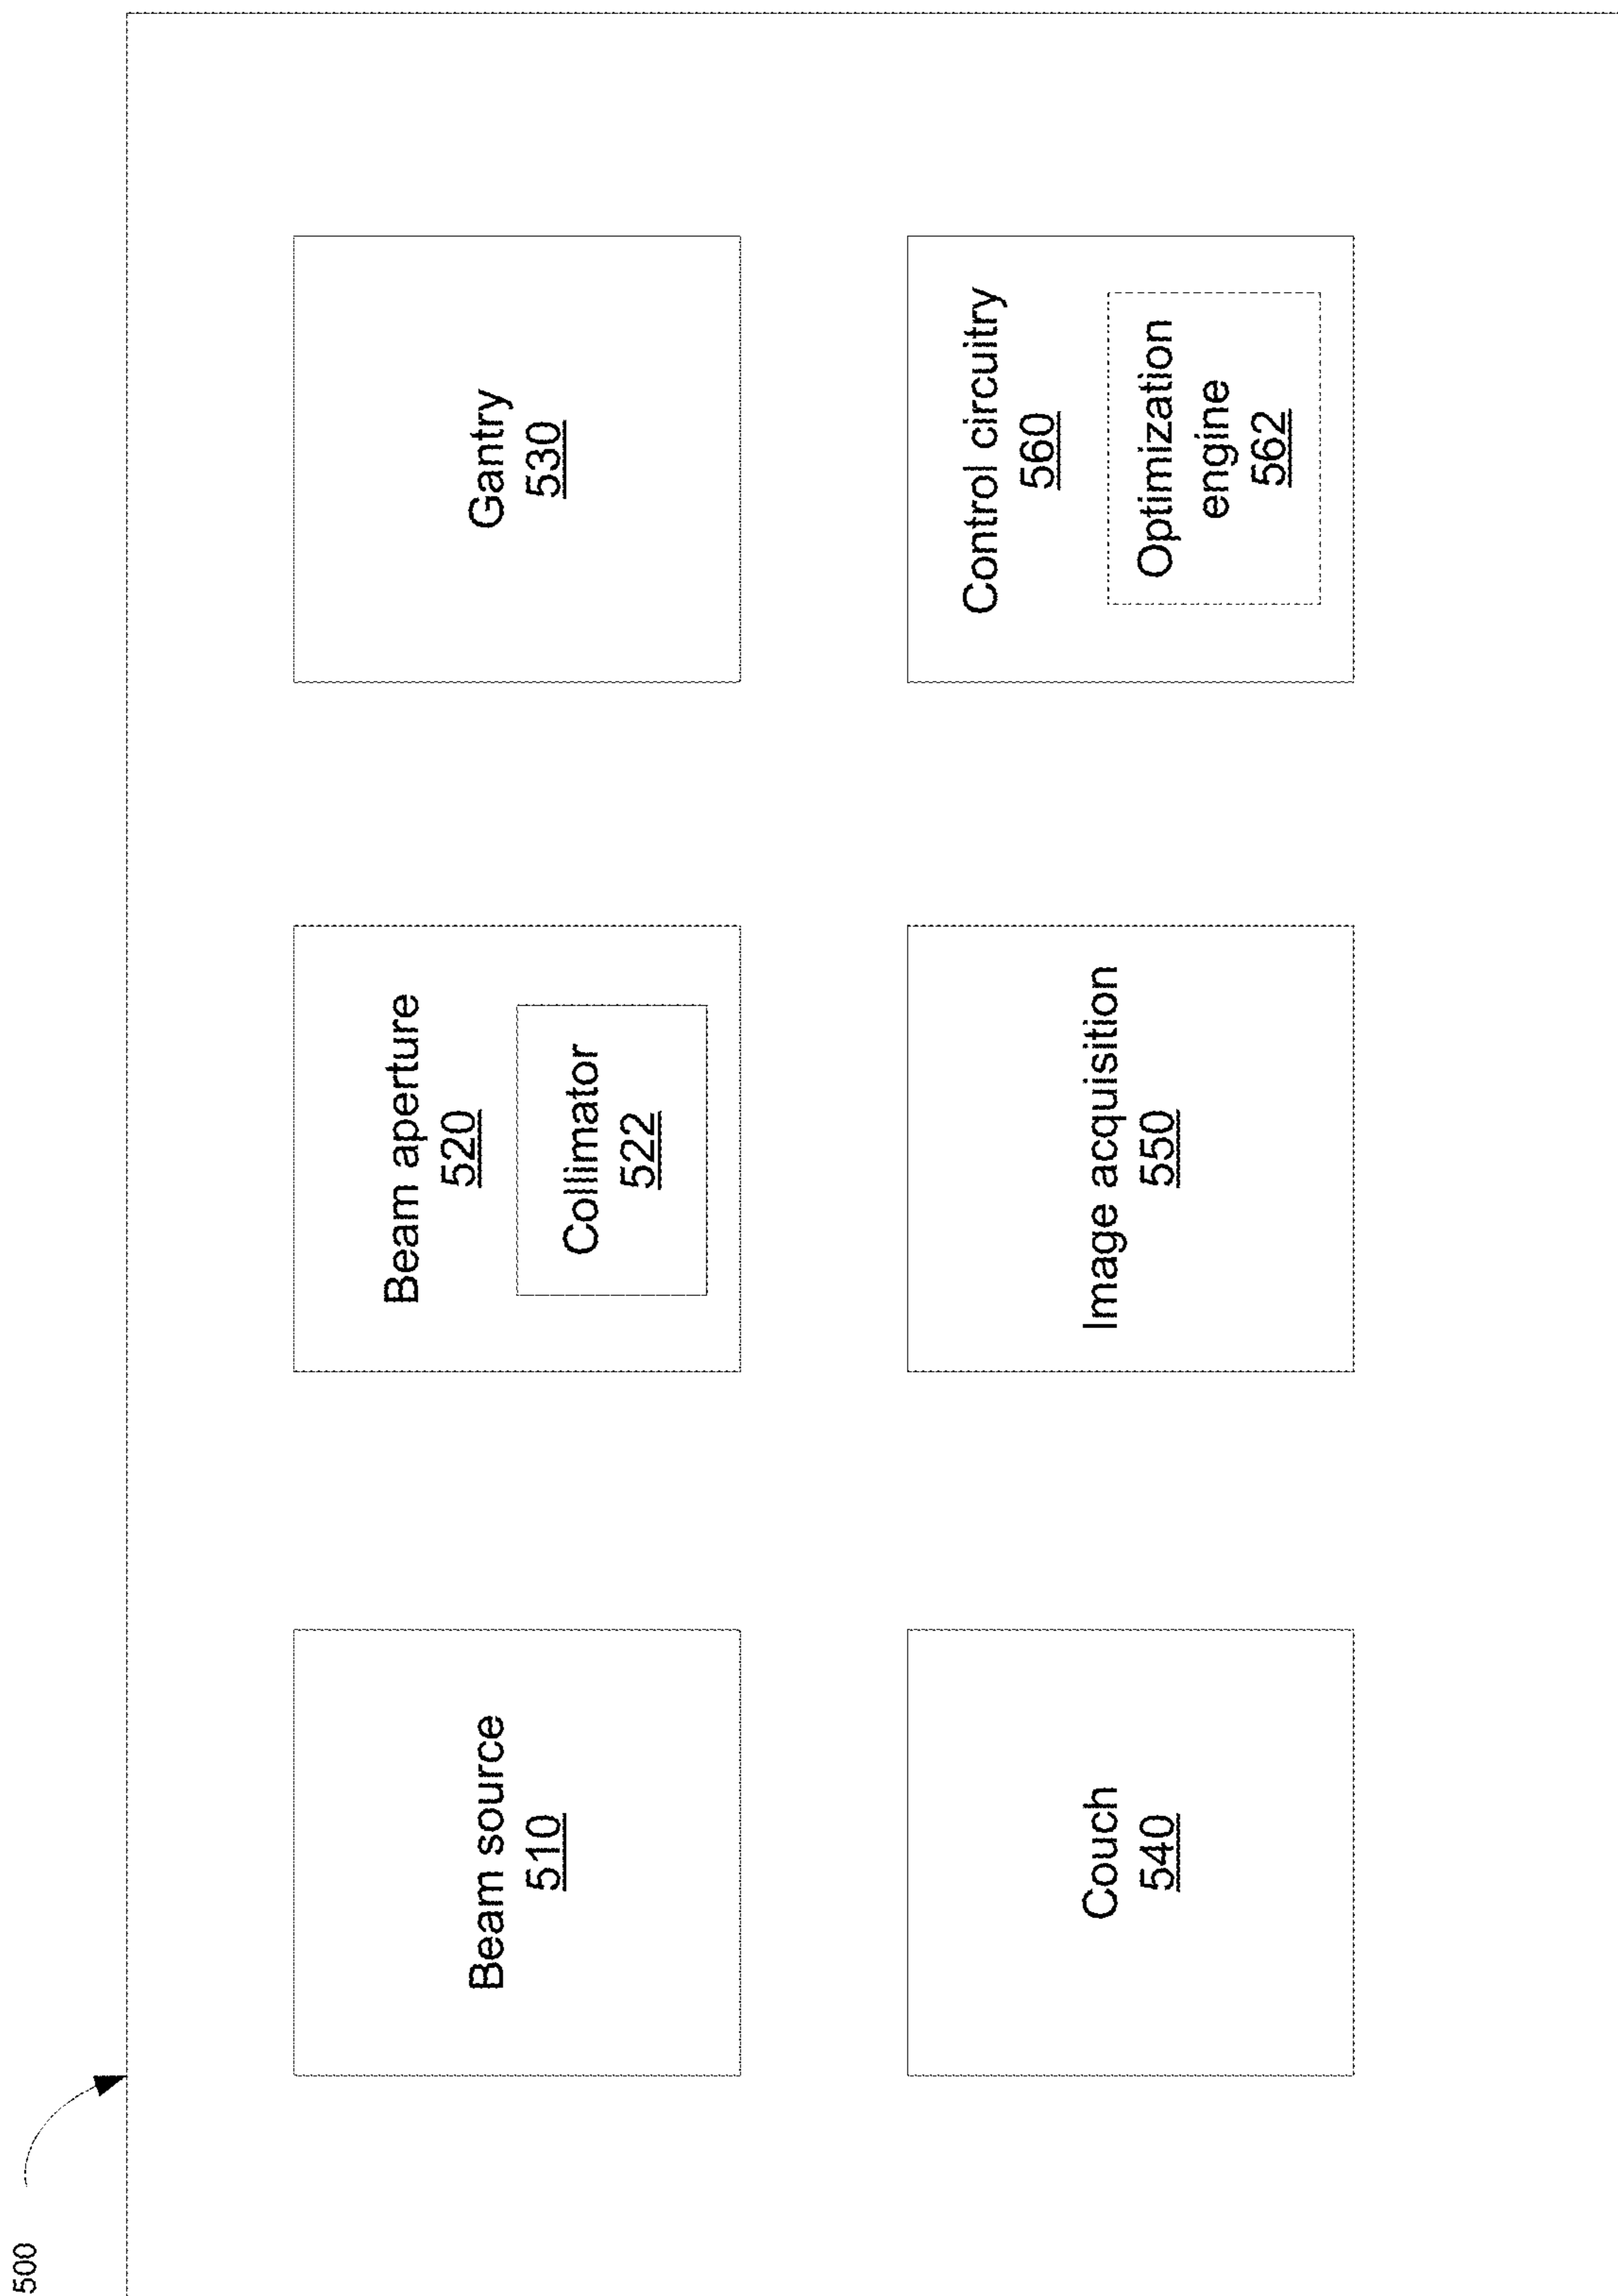 500
Beam source
510
Beam aperture
520
Collimator
522
Gantry
530
Couch
540
Image acquisition
550
Control circuitry
560
Optimization
engine
562